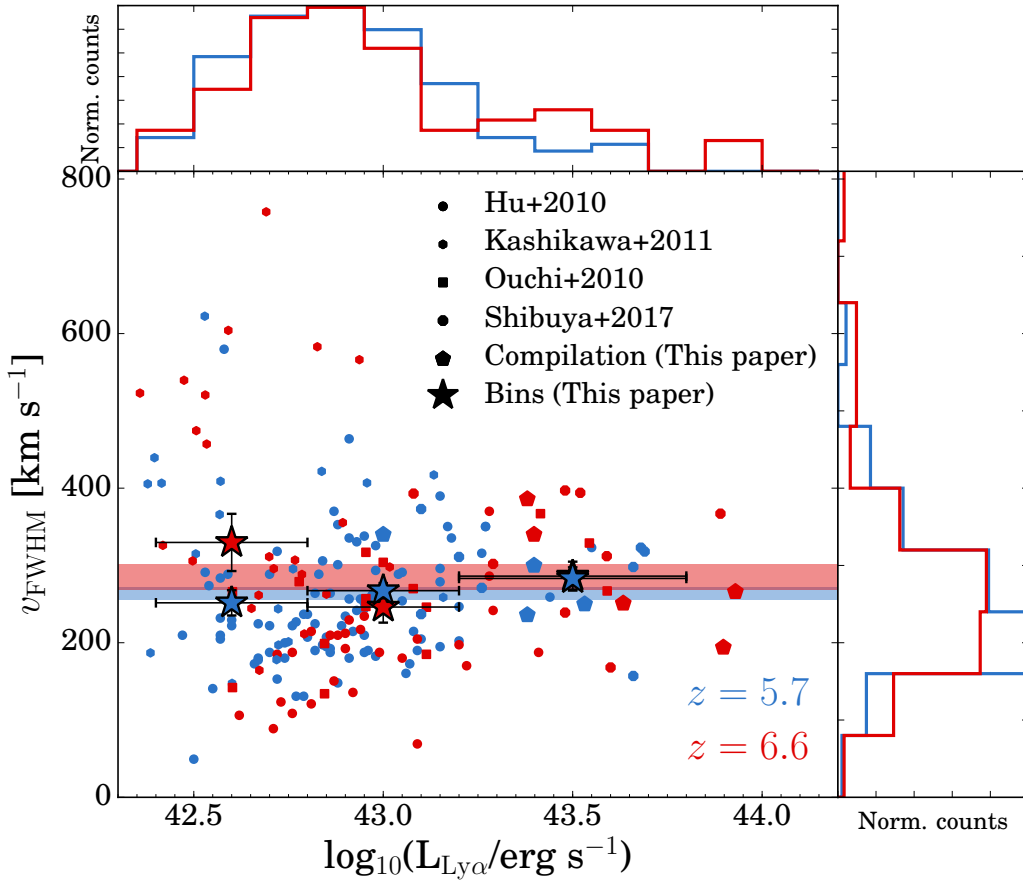 Norm. counts
800
600
400
200
0
v_FWHM [km s⁻¹]
Hu+2010
Kashikawa+2011
Ouchi+2010
Shibuya+2017
Compilation (This paper)
Bins (This paper)
z = 5.7
z = 6.6
42.5 43.0 43.5 44.0
log₁₀(L_Lyα/erg s⁻¹)
Norm. counts